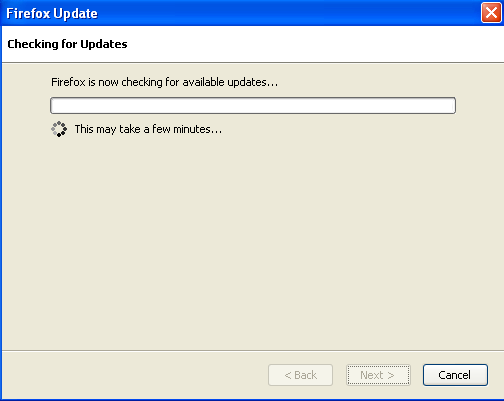 Firefox Update
Checking for Updates
Firefox is now checking for available updates...
This may take a few minutes...
< Back Next > Cancel